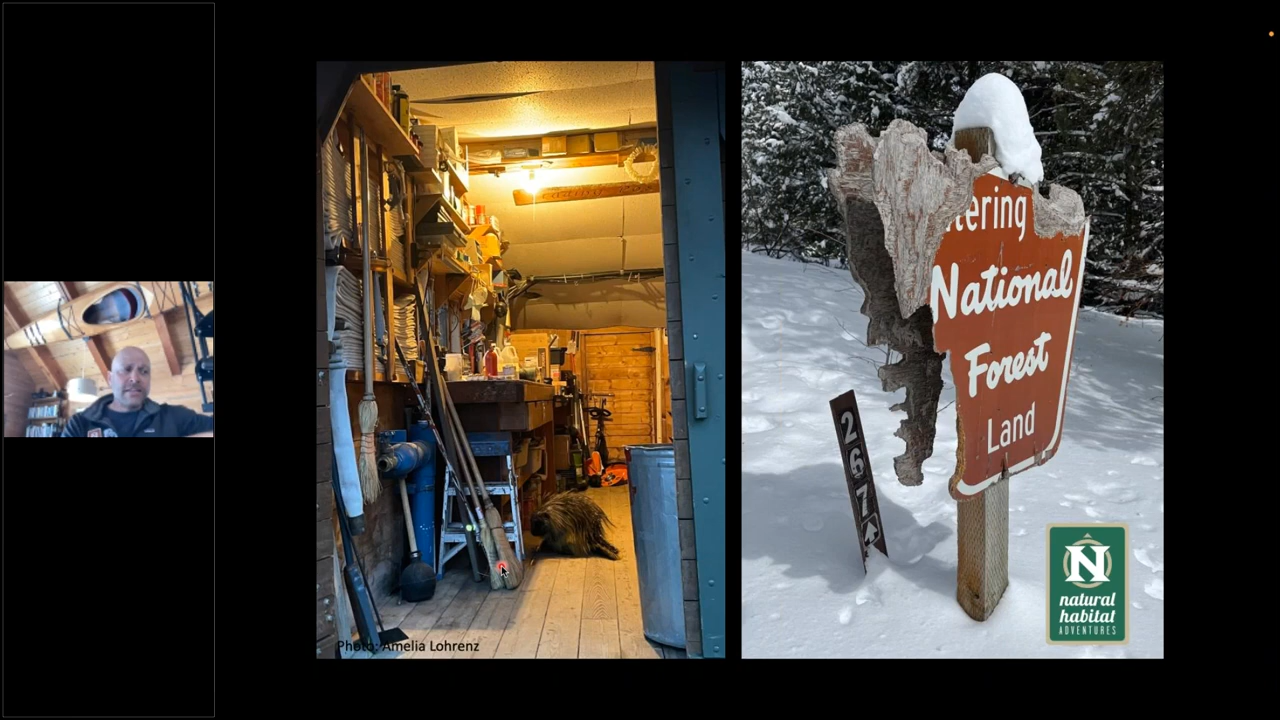 Photo: Amelia Lohrenz
tering
National
Forest
Land
267
N
natural
habitat
ADVENTURES